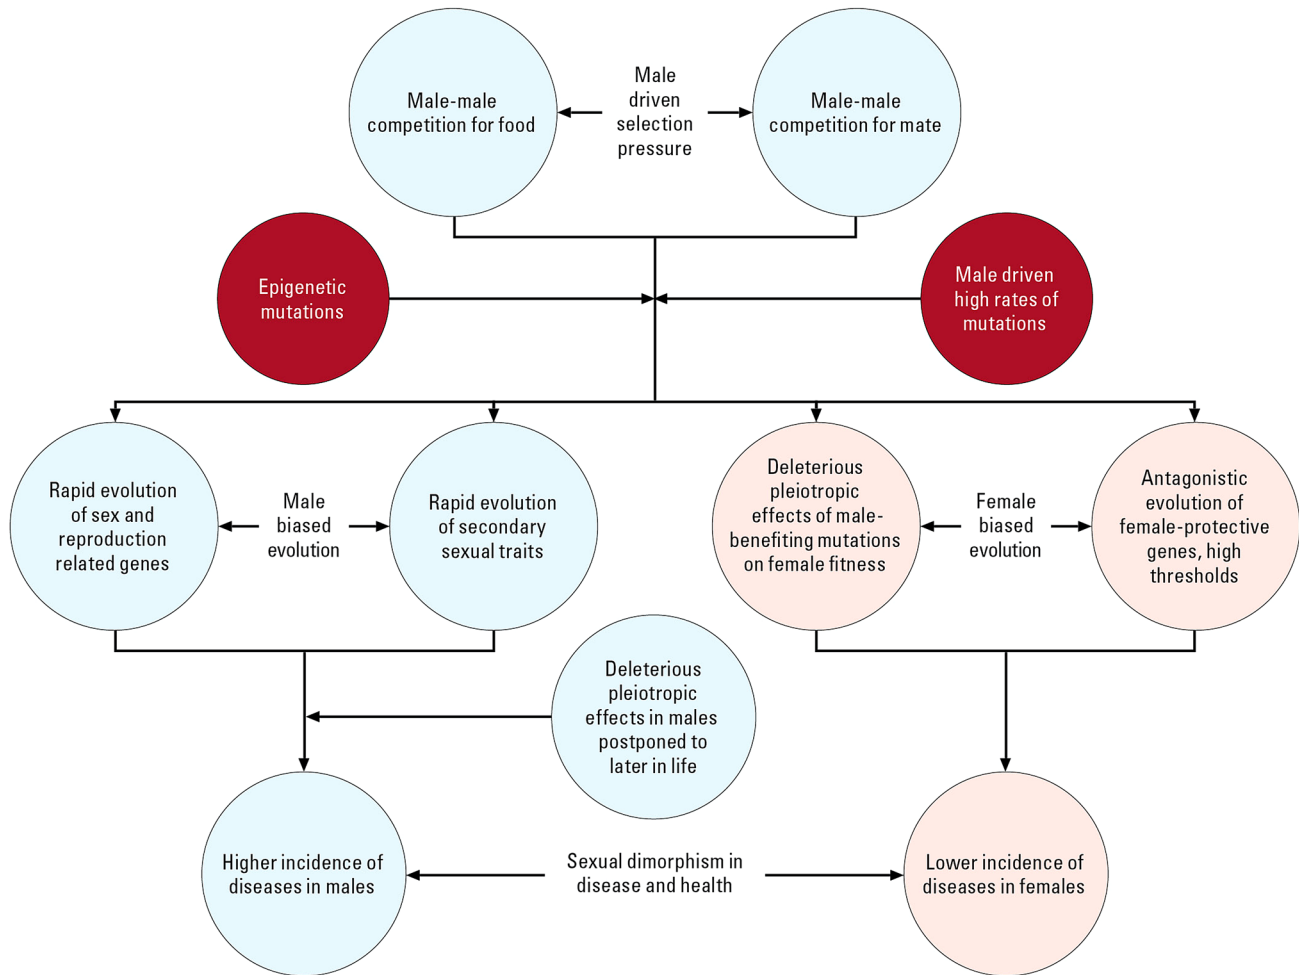 Male-male
competition for food
Male
driven
selection
pressure
Male-male
competition for mate
Epigenetic
mutations
Male driven
high rates of
mutations
Rapid evolution
of sex and
reproduction
related genes
Male
biased
evolution
Rapid evolution
of secondary
sexual traits
Deleterious
pleiotropic
effects of male-
benefiting mutations
on female fitness
Female
biased
evolution
Antagonistic
evolution of
female-protective
genes, high
thresholds
Deleterious
pleiotropic
effects in males
postponed to
later in life
Higher incidence of
diseases in males
Sexual dimorphism in
disease and health
Lower incidence of
diseases in females